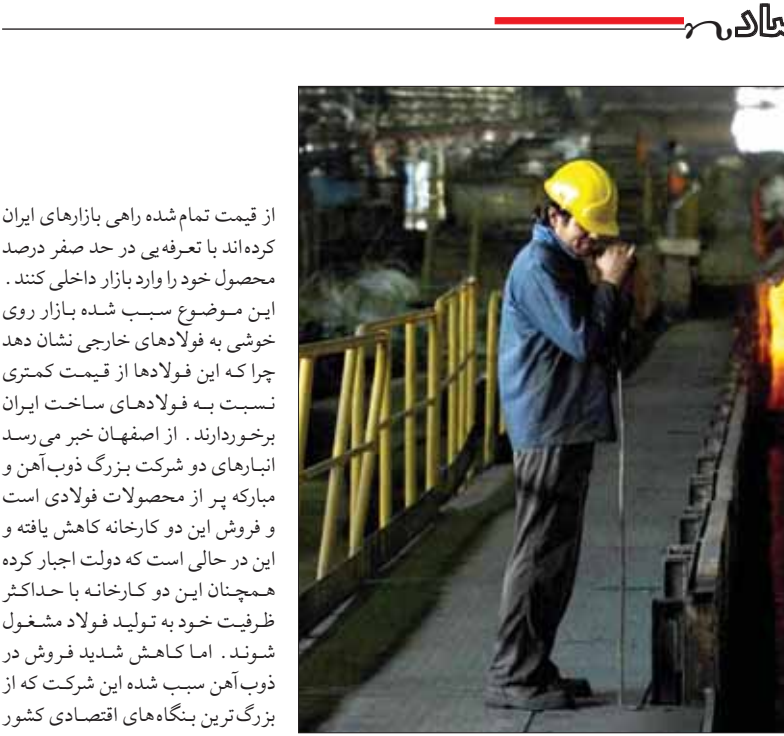 از قیمت تمام‌شده راهی بازارهای ایران
کرده‌اند با تعرفه‌یی در حد صفر درصد
محصول خود را وارد بازار داخلی کنند.
این موضوع سبب شده بازار روی
خوشی به فولادهای خارجی نشان دهد
چرا که این فولادها از قیمت کمتری
نسبت به فولادهای ساخت ایران
برخوردارند. از اصفهان خبر می‌رسد
انبارهای دو شرکت بزرگ ذوب‌آهن و
مبارکه پر از محصولات فولادی است
و فروش این دو کارخانه کاهش یافته و
این در حالی است که دولت اجبار کرده
همچنان این دو کارخانه با حداکثر
ظرفیت خود به تولید فولاد مشغول
شوند. اما کاهش شدید فروش در
ذوب‌آهن سبب شده این شرکت که از
بزرگ‌ترین بنگاه‌های اقتصادی کشور